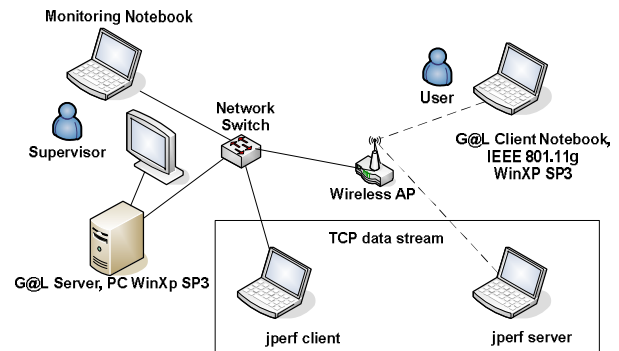 Monitoring Notebook
Supervisor
Network
Switch
User
G@L Client Notebook,
IEEE 801.11g
WinXP SP3
Wireless AP
G@L Server, PC WinXp SP3
TCP data stream
jperf client
jperf server